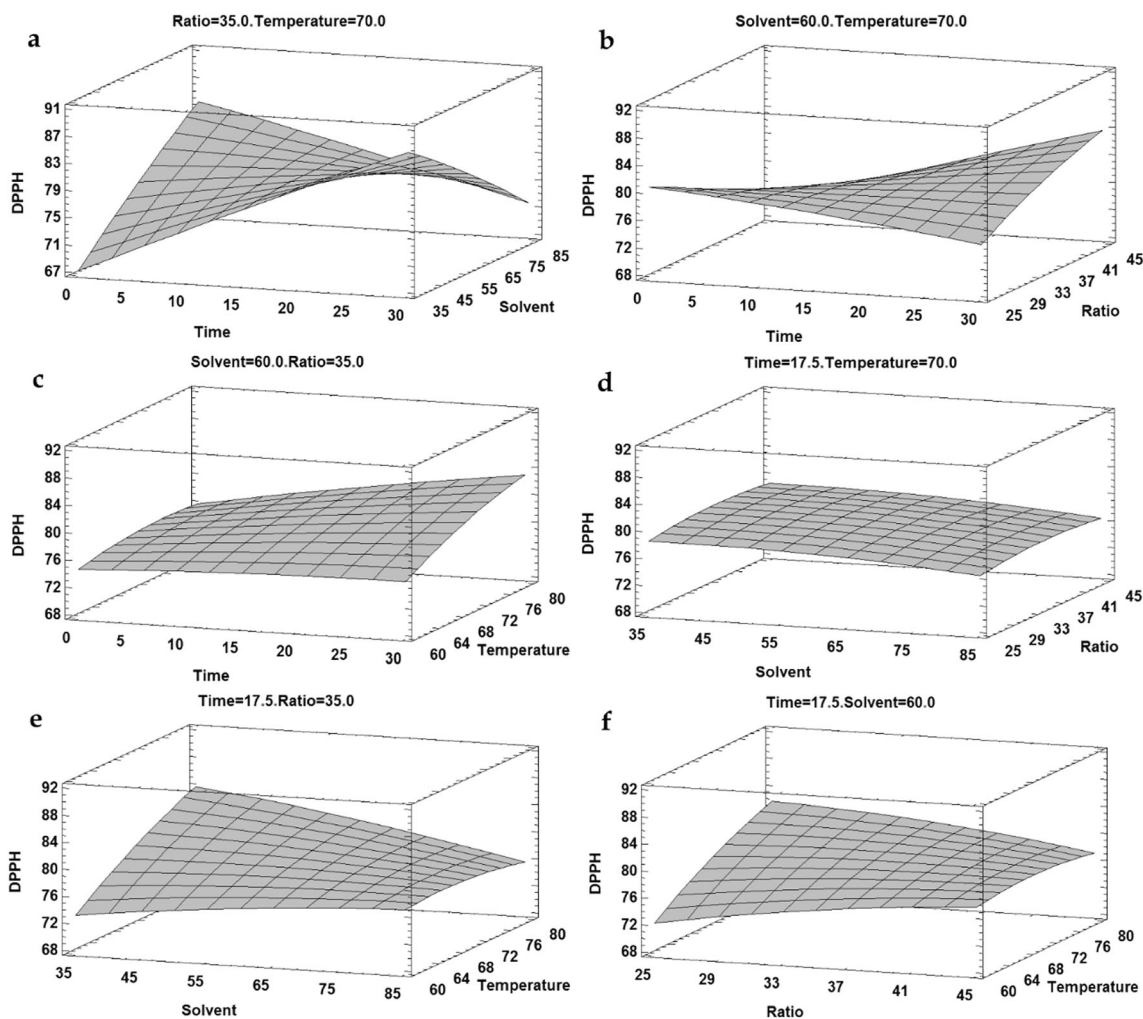 a
Ratio=35.0.Temperature=70.0
91
87
83
79
75
71
67
DPPH
0 5 10 15 20 25 30
Time
35 45 55 65 75 85
Solvent
b
Solvent=60.0.Temperature=70.0
92
88
84
80
76
72
68
DPPH
0 5 10 15 20 25 30
Time
25 29 33 37 41 45
Ratio
c
Solvent=60.0.Ratio=35.0
92
88
84
80
76
72
68
DPPH
0 5 10 15 20 25 30
Time
60 64 68 72 76 80
Temperature
d
Time=17.5.Temperature=70.0
92
88
84
80
76
72
68
DPPH
35 45 55 65 75 85
Solvent
25 29 33 37 41 45
Ratio
e
Time=17.5.Ratio=35.0
92
88
84
80
76
72
68
DPPH
35 45 55 65 75 85
Solvent
60 64 68 72 76 80
Temperature
f
Time=17.5.Solvent=60.0
92
88
84
80
76
72
68
DPPH
25 29 33 37 41 45
Ratio
60 64 68 72 76 80
Temperature